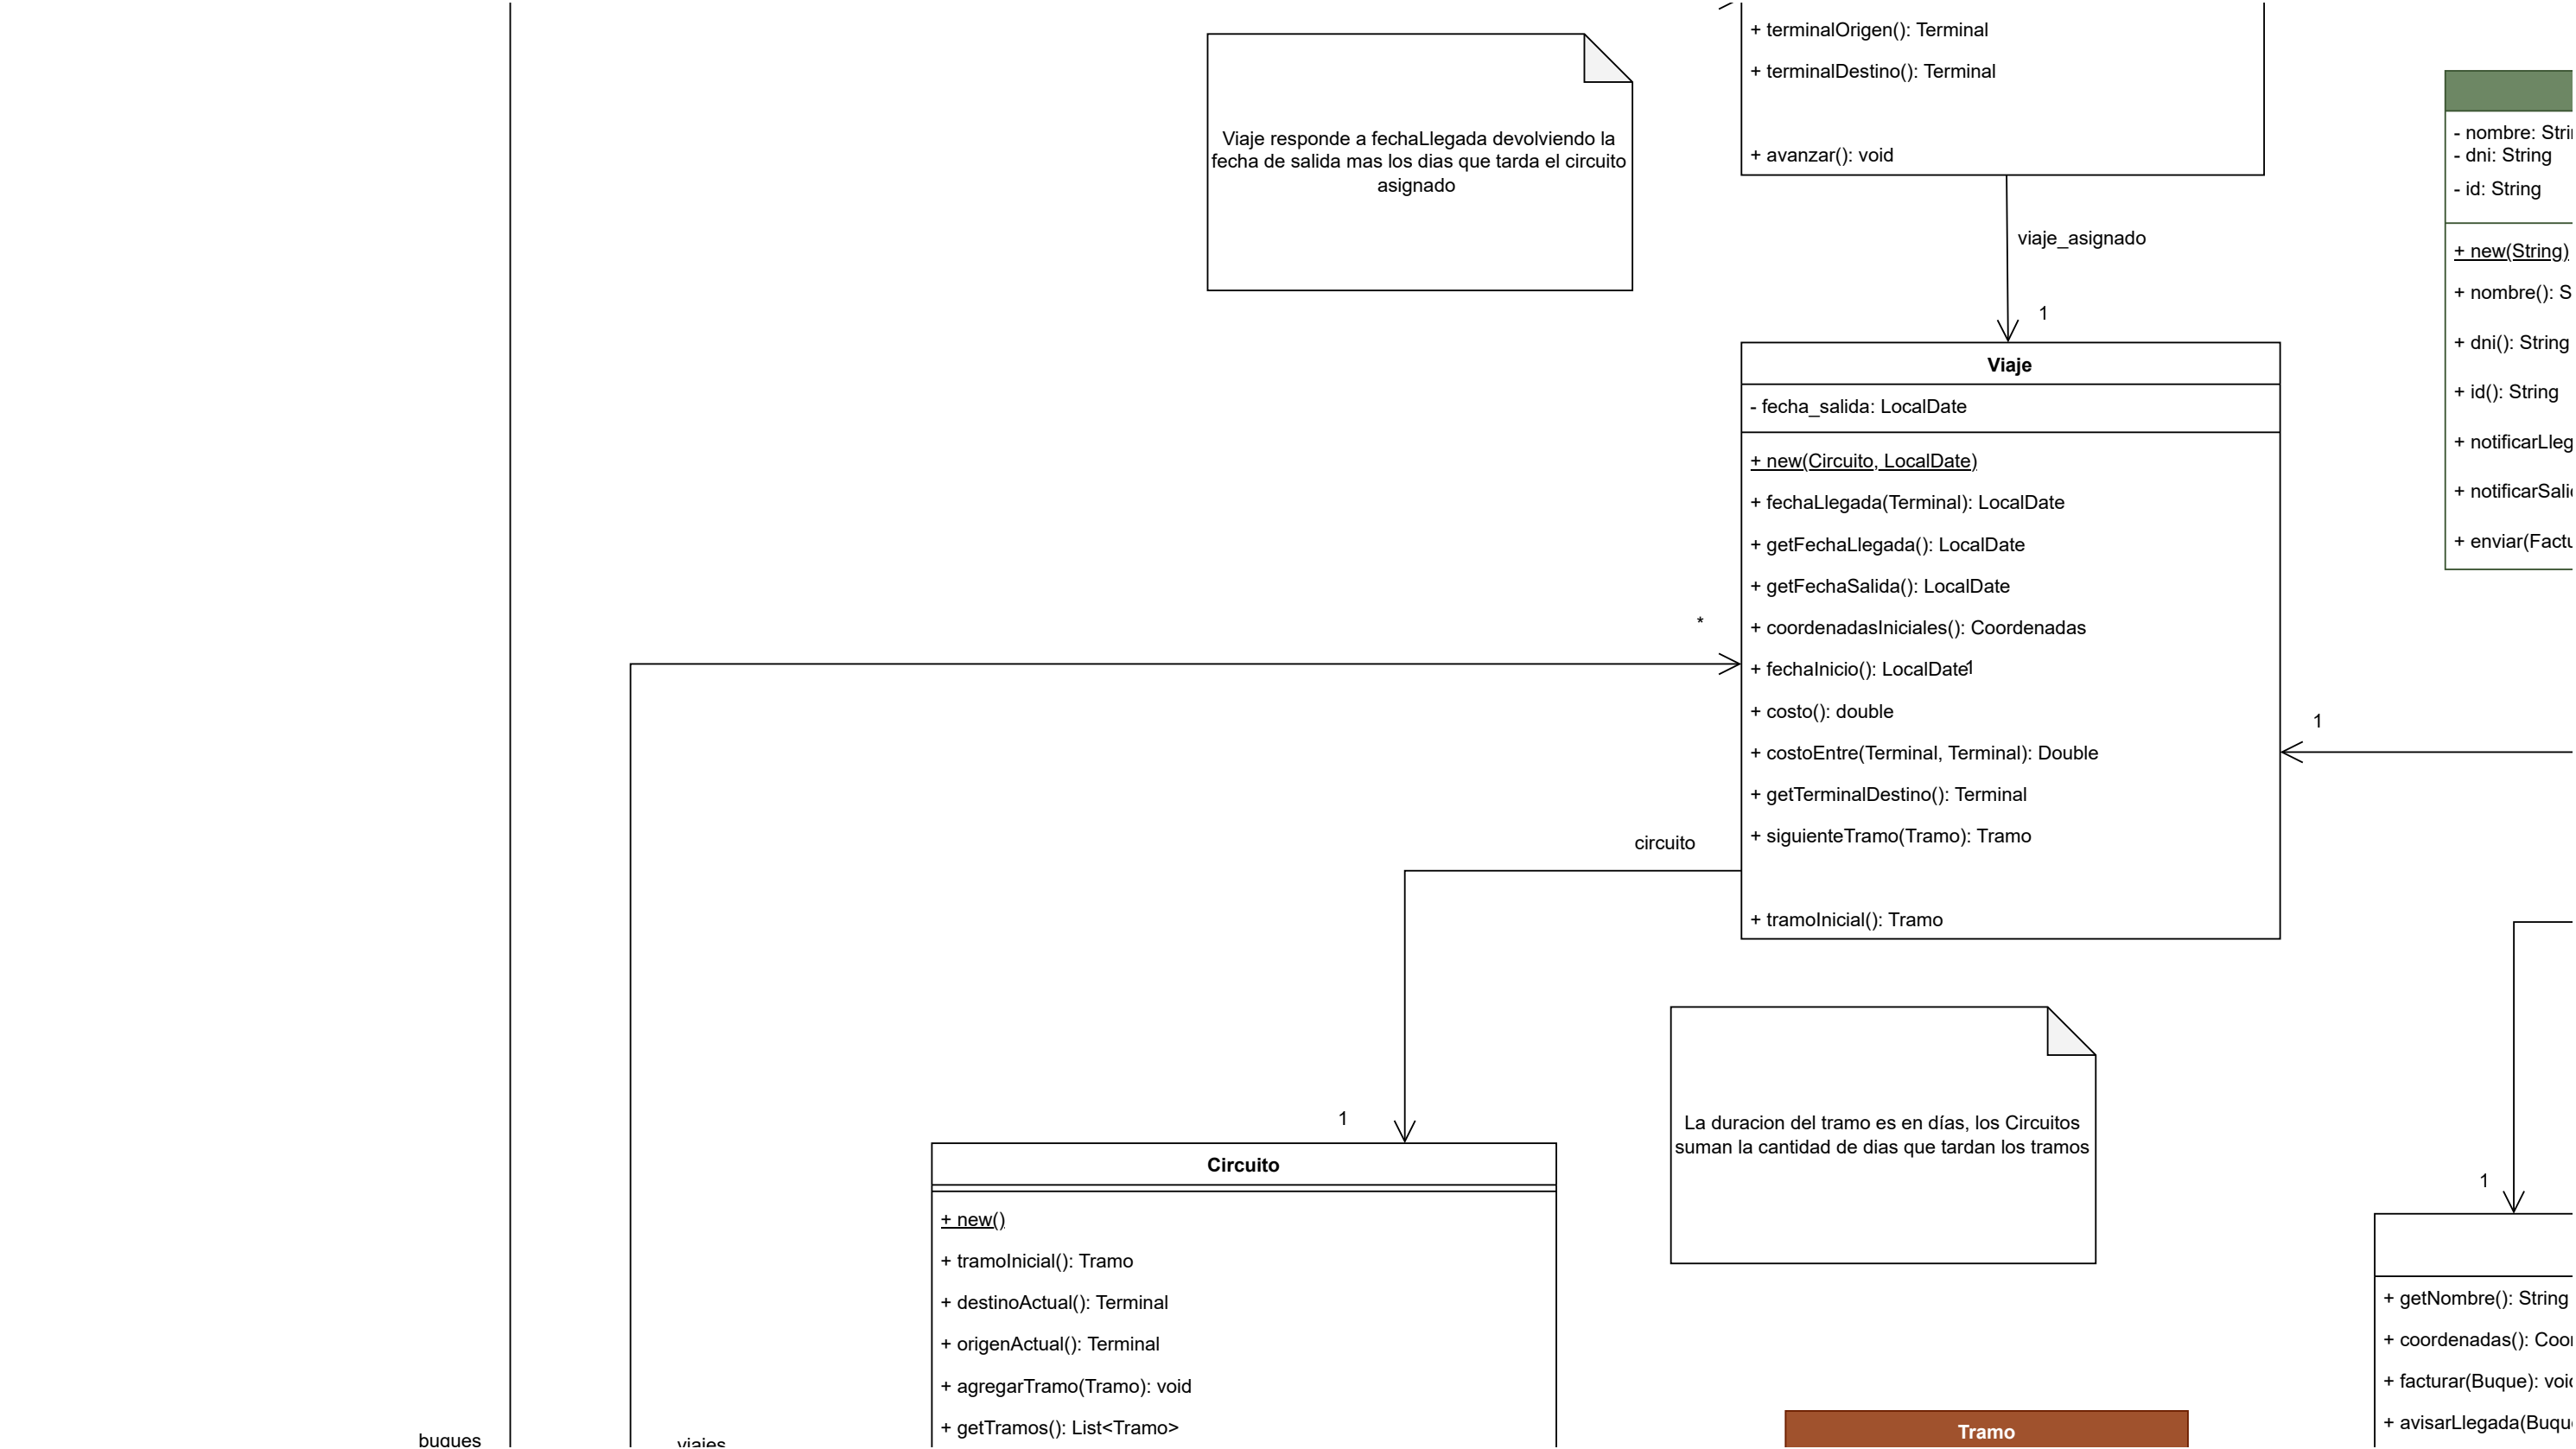 + terminalOrigen(): Terminal
+ terminalDestino(): Terminal
+ avanzar(): void
Viaje responde a fechaLlegada devolviendo la
fecha de salida mas los dias que tarda el circuito
asignado
viaje_asignado
1
Viaje
- fecha_salida: LocalDate
+ new(Circuito, LocalDate)
+ fechaLlegada(Terminal): LocalDate
+ getFechaLlegada(): LocalDate
+ getFechaSalida(): LocalDate
+ coordenadasIniciales(): Coordenadas
+ fechaInicio(): LocalDate
1
+ costo(): double
+ costoEntre(Terminal, Terminal): Double
+ getTerminalDestino(): Terminal
+ siguienteTramo(Tramo): Tramo
+ tramoInicial(): Tramo
*
1
circuito
1
- nombre: Stri
- dni: String
- id: String
+ new(String)
+ nombre(): S
+ dni(): String
+ id(): String
+ notificarLleg
+ notificarSali
+ enviar(Factu
La duracion del tramo es en días, los Circuitos
suman la cantidad de dias que tardan los tramos
Circuito
+ new()
+ tramoInicial(): Tramo
+ destinoActual(): Terminal
+ origenActual(): Terminal
+ agregarTramo(Tramo): void
+ getTramos(): List<Tramo>
1
+ getNombre(): String
+ coordenadas(): Coor
+ facturar(Buque): voi
+ avisarLlegada(Buqu
Tramo
buques
viajes